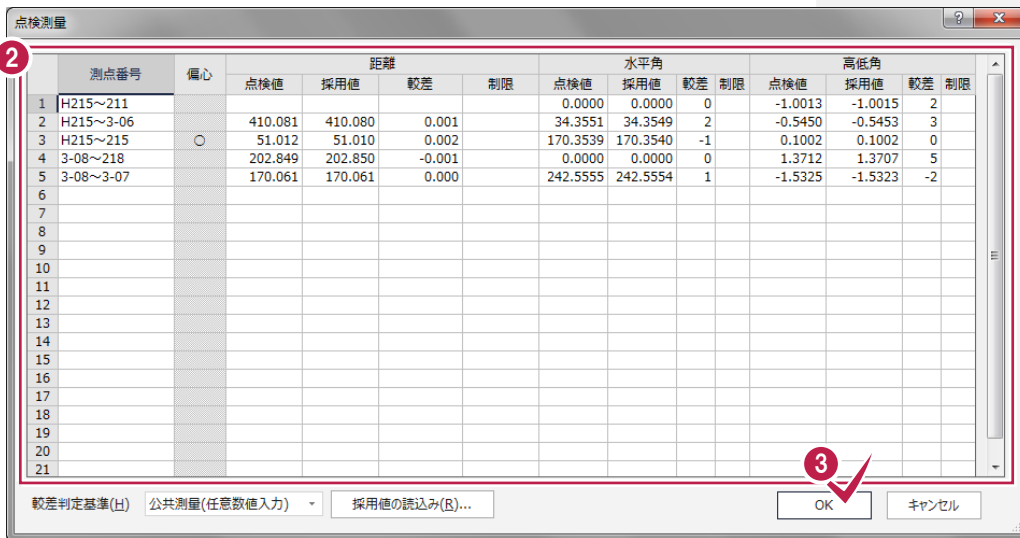 点検測量
2
測点番号 偏心 距離 水平角 高低角
点検値 採用値 較差 制限 点検値 採用値 較差 制限 点検値 採用値 較差 制限
1 H215～211 0.0000 0.0000 0 -1.0013 -1.0015 2
2 H215～3-06 410.081 410.080 0.001 34.3551 34.3549 2 -0.5450 -0.5453 3
3 H215～215 ○ 51.012 51.010 0.002 170.3539 170.3540 -1 0.1002 0.1002 0
4 3-08～218 202.849 202.850 -0.001 0.0000 0.0000 0 1.3712 1.3707 5
5 3-08～3-07 170.061 170.061 0.000 242.5555 242.5554 1 -1.5325 -1.5323 -2
6
7
8
9
10
11
12
13
14
15
16
17
18
19
20
21
3
較差判定基準(H) 公共測量(任意数値入力) 採用値の読込み(R)... OK キャンセル